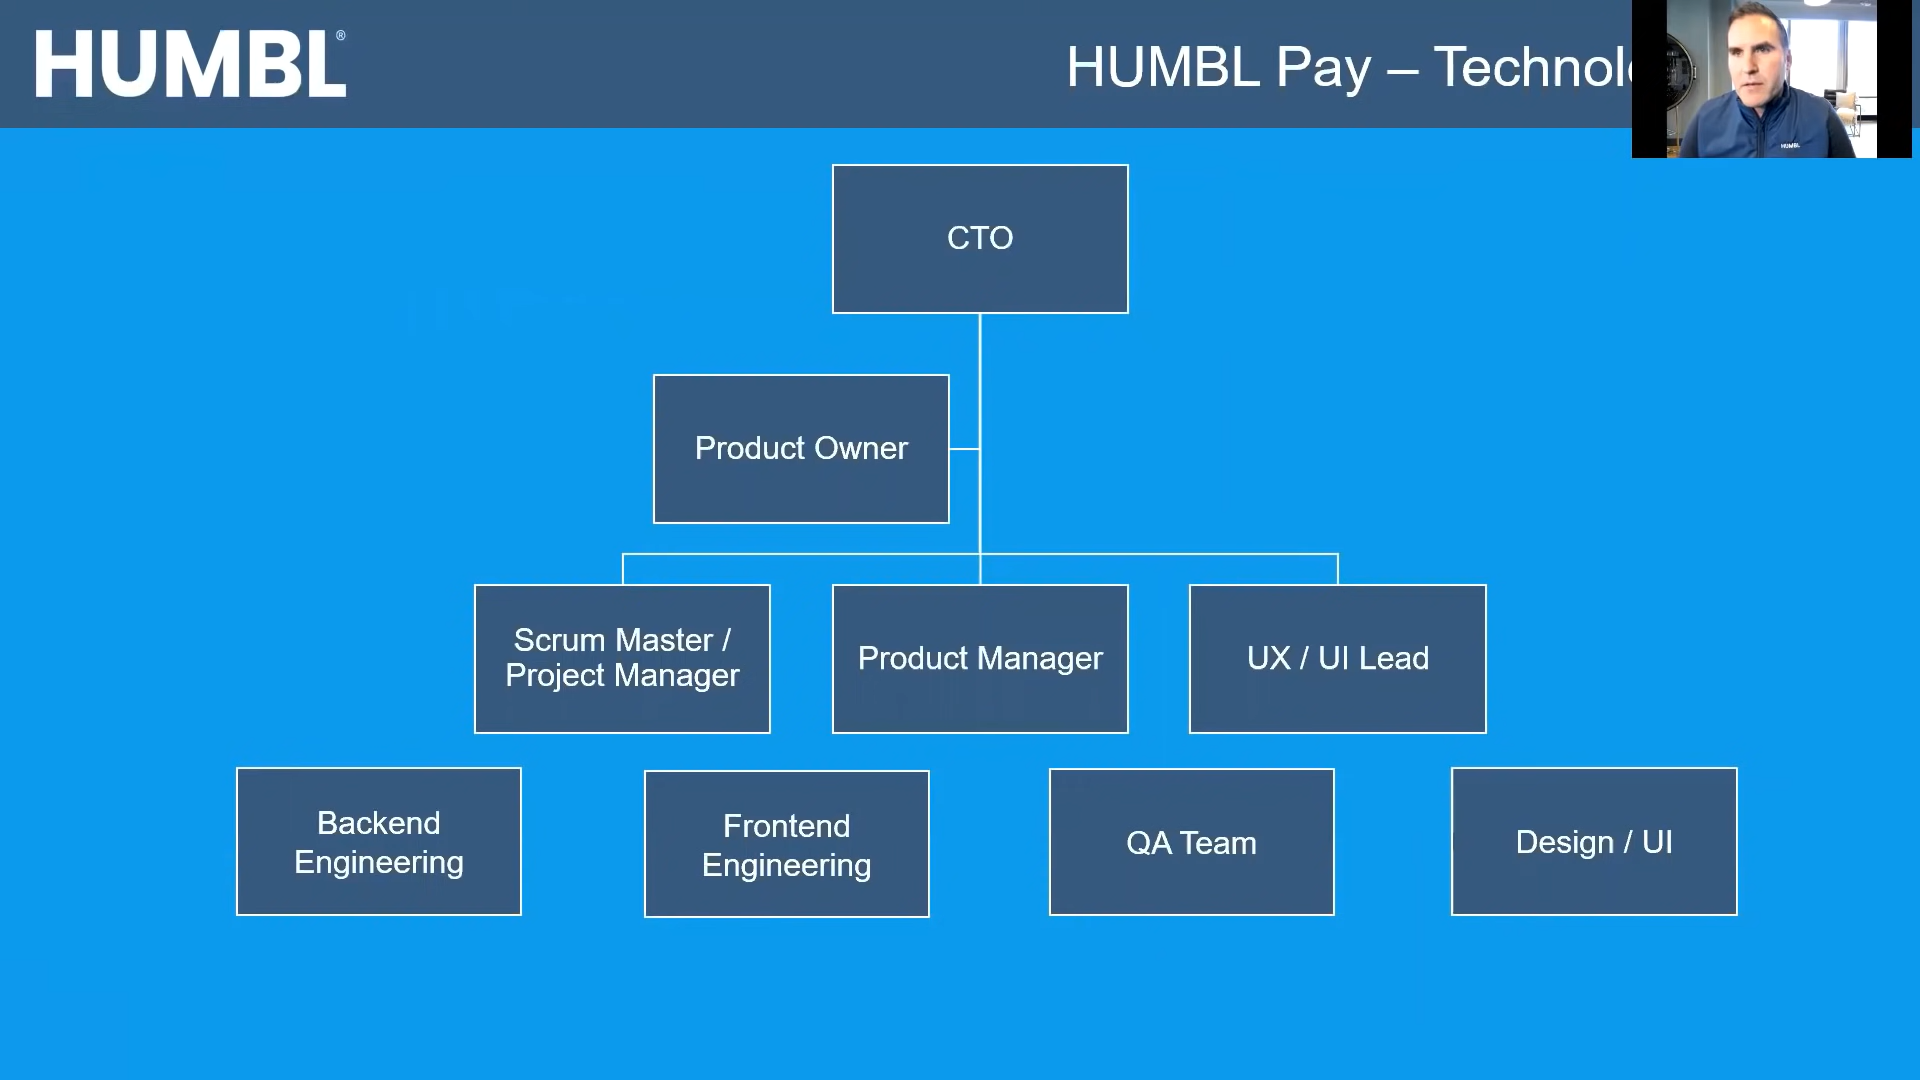 HUMBL®
HUMBL Pay – Technol
HUMBL
CTO
Product Owner
Scrum Master /
Project Manager
Product Manager
UX / UI Lead
Backend
Engineering
Frontend
Engineering
QA Team
Design / UI